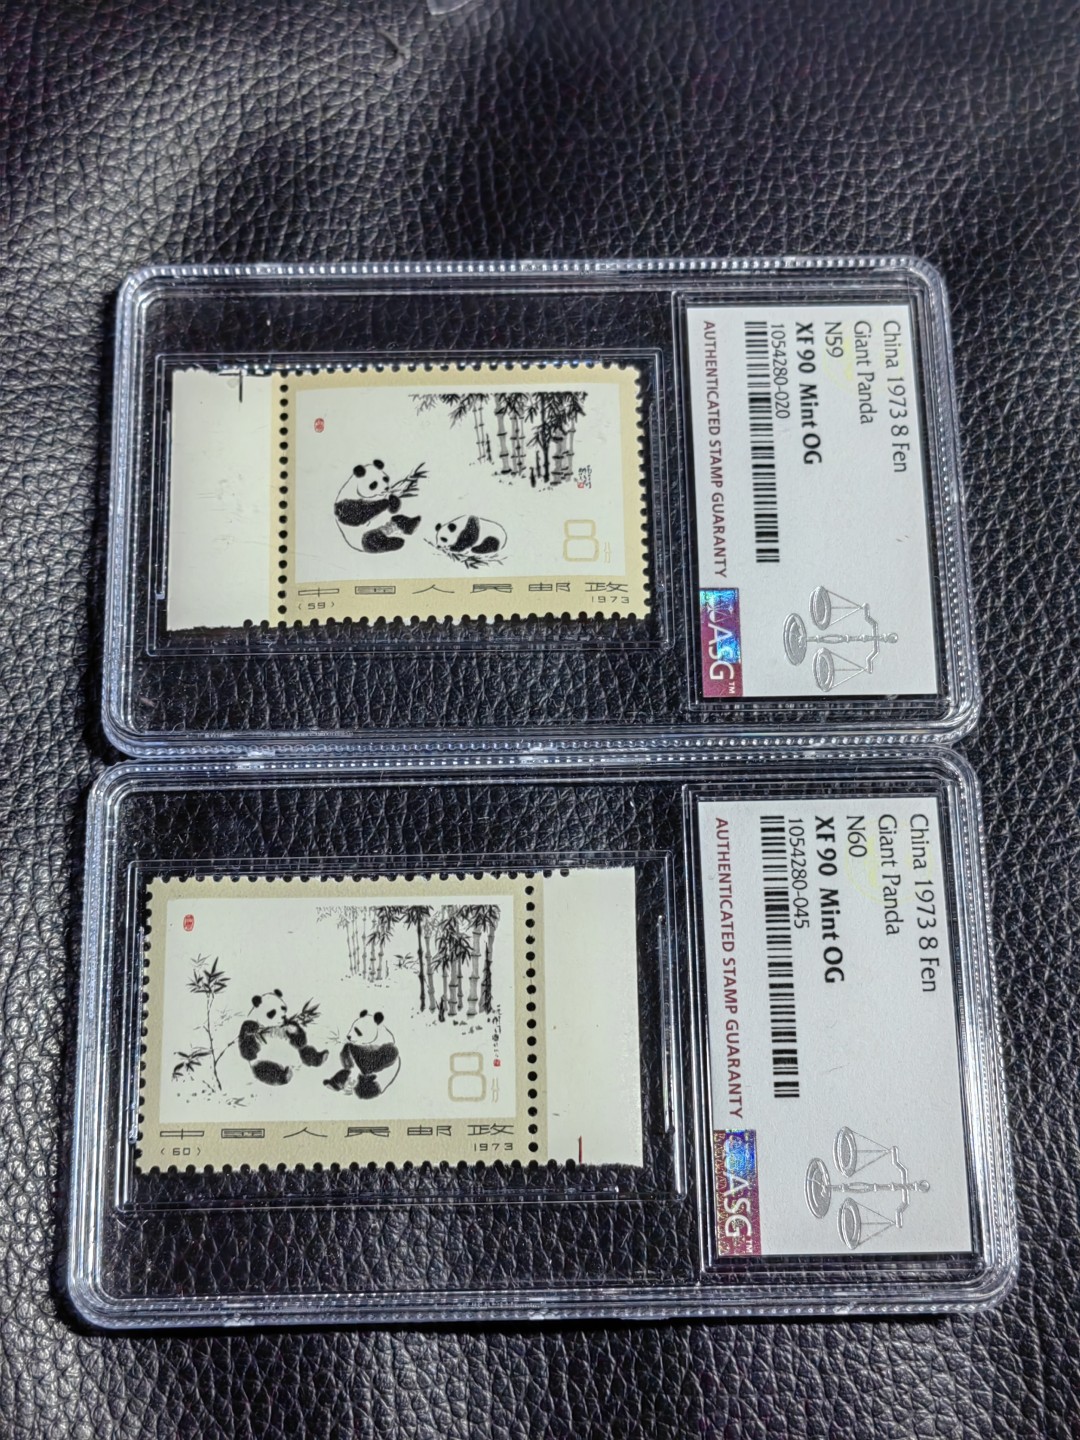 China 1973 8 Fen
Giant Panda
N59
XF 90 Mint OG
1054280-020
AUTHENTICATED STAMP GUARANTY
ASG™
8分
中国人民邮政
(59)
1973
China 1973 8 Fen
Giant Panda
N60
XF 90 Mint OG
1054280-045
AUTHENTICATED STAMP GUARANTY
ASG™
8分
中国人民邮政
(60)
1973